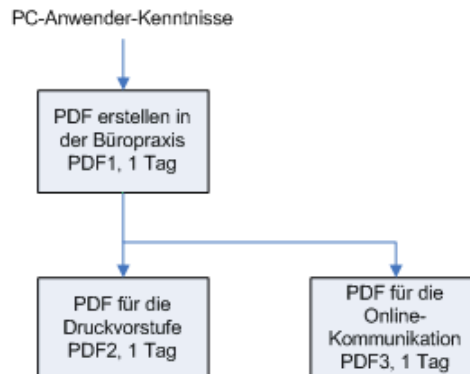 PC-Anwender-Kenntnisse
PDF erstellen in
der Büropraxis
PDF1, 1 Tag
PDF für die
Druckvorstufe
PDF2, 1 Tag
PDF für die
Online-
Kommunikation
PDF3, 1 Tag